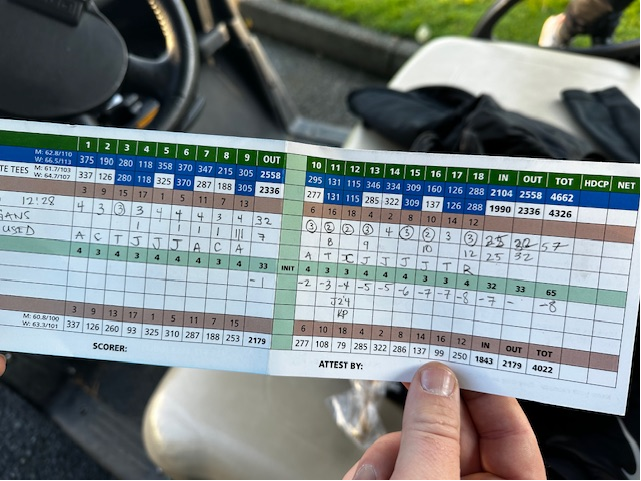 1 2 3 4 5 6 7 8 9 OUT 10 11 12 13 14 15 16 17 18 IN OUT TOT HDCP NET
M: 62.8/110 W: 66.5/113 375 190 280 118 358 370 347 215 305 2558 295 131 115 346 334 309 160 126 288 2104 2558 4662
TE TEES M: 61.7/103 W: 64.7/107 337 126 280 118 325 370 287 188 305 2336 277 131 115 285 322 309 137 126 288 1990 2336 4326
3 9 15 17 1 5 11 7 13 6 16 18 2 4 8 10 14 12
12:28 4 3 3 3 4 4 4 3 4 32 3 2 2 3 4 3 2 3 3 25 32 57
GANS
USED A C T J J J A C A A T J J J T T R
4 3 4 3 4 4 4 3 4 33 INIT 4 3 3 4 4 4 3 3 4 32 33 65
-1 -2 -3 -4 -5 -5 -6 -7 -7 -8 -7 -8
J24
KP
3 9 13 17 1 5 11 7 15 6 10 18 2 4 8 14 16 12 IN OUT TOT
M: 60.8/100 W: 63.3/101 337 126 260 93 325 310 287 188 253 2179 277 108 79 285 322 286 137 99 250 1843 2179 4022
SCORER: ATTEST BY: